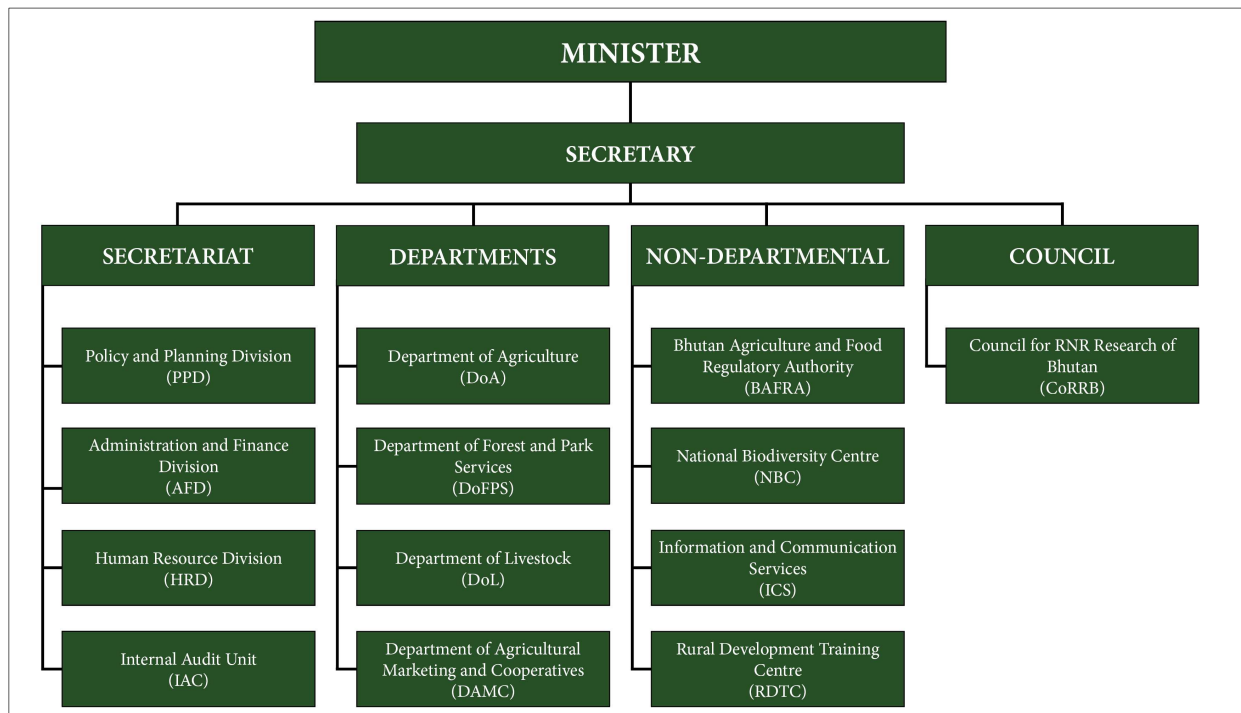 MINISTER
SECRETARY
SECRETARIAT
DEPARTMENTS
NON-DEPARTMENTAL
COUNCIL
Policy and Planning Division
(PPD)
Administration and Finance
Division
(AFD)
Human Resource Division
(HRD)
Internal Audit Unit
(IAC)
Department of Agriculture
(DoA)
Department of Forest and Park
Services
(DoFPS)
Department of Livestock
(DoL)
Department of Agricultural
Marketing and Cooperatives
(DAMC)
Bhutan Agriculture and Food
Regulatory Authority
(BAFRA)
National Biodiversity Centre
(NBC)
Information and Communication
Services
(ICS)
Rural Development Training
Centre
(RDTC)
Council for RNR Research of
Bhutan
(CoRRB)